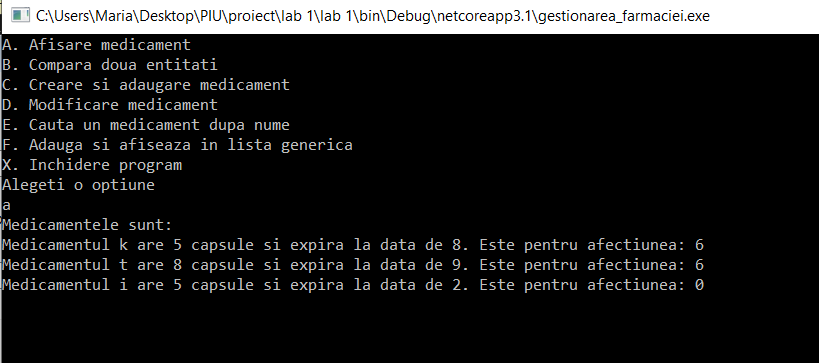 C:\Users\Maria\Desktop\PIU\proiect\lab 1\lab 1\bin\Debug\netcoreapp3.1\gestionarea_farmaciei.exe
A. Afisare medicament
B. Compara doua entitati
C. Creare si adaugare medicament
D. Modificare medicament
E. Cauta un medicament dupa nume
F. Adauga si afiseaza in lista generica
X. Inchidere program
Alegeti o optiune
a
Medicamentele sunt:
Medicamentul k are 5 capsule si expira la data de 8. Este pentru afectiunea: 6
Medicamentul t are 8 capsule si expira la data de 9. Este pentru afectiunea: 6
Medicamentul i are 5 capsule si expira la data de 2. Este pentru afectiunea: 0